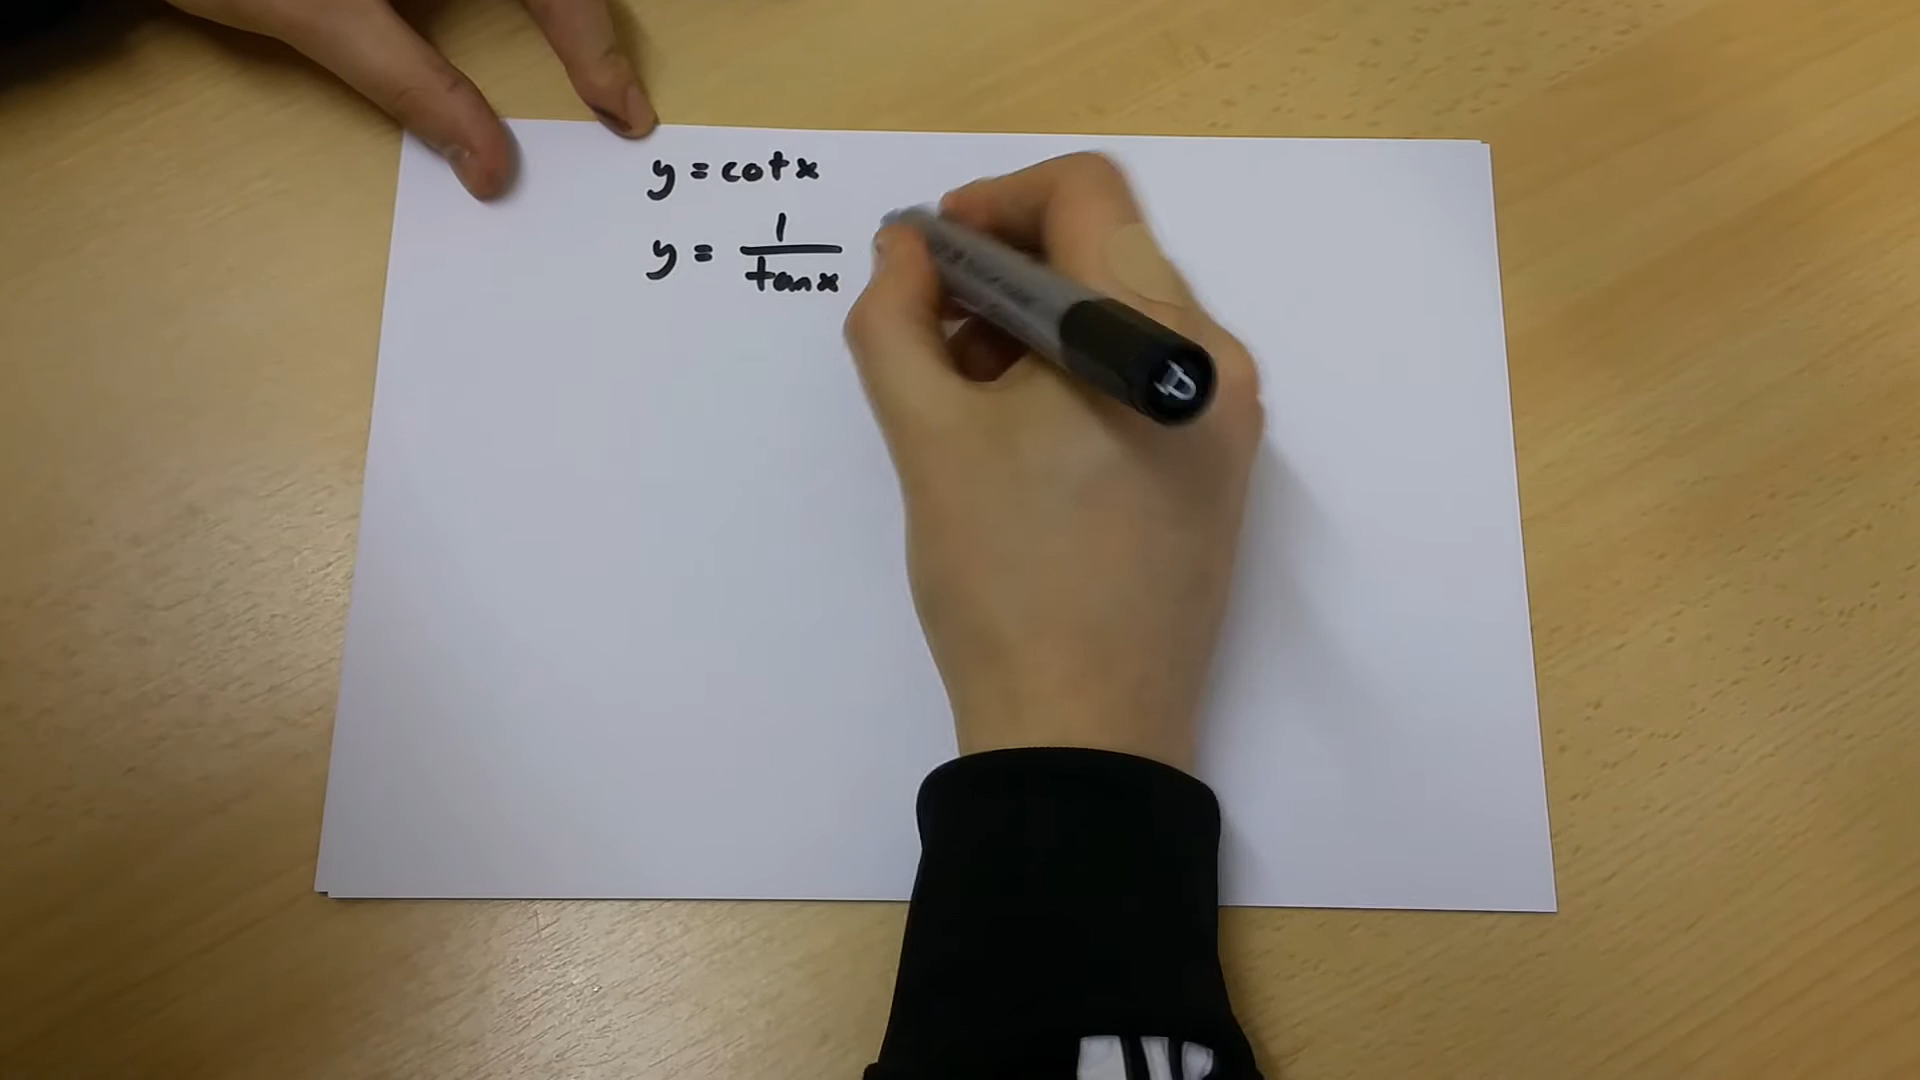 y = cot x
y = 1/tan x